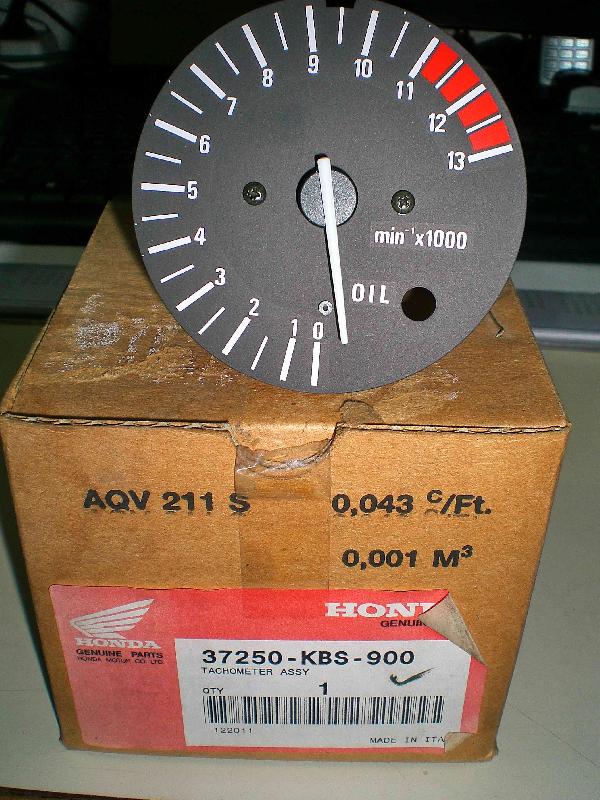 9
10
8
11
7
12
6
13
5
min⁻¹x1000
4
3
OIL
2
1 0
AQV 211 S 0,043 C/Ft.
0,001 M³
HONDA
GENUINE PARTS
HONDA MOTOR CO. LTD.
37250-KBS-900
TACHOMETER ASSY
QTY 1
122011
MADE IN